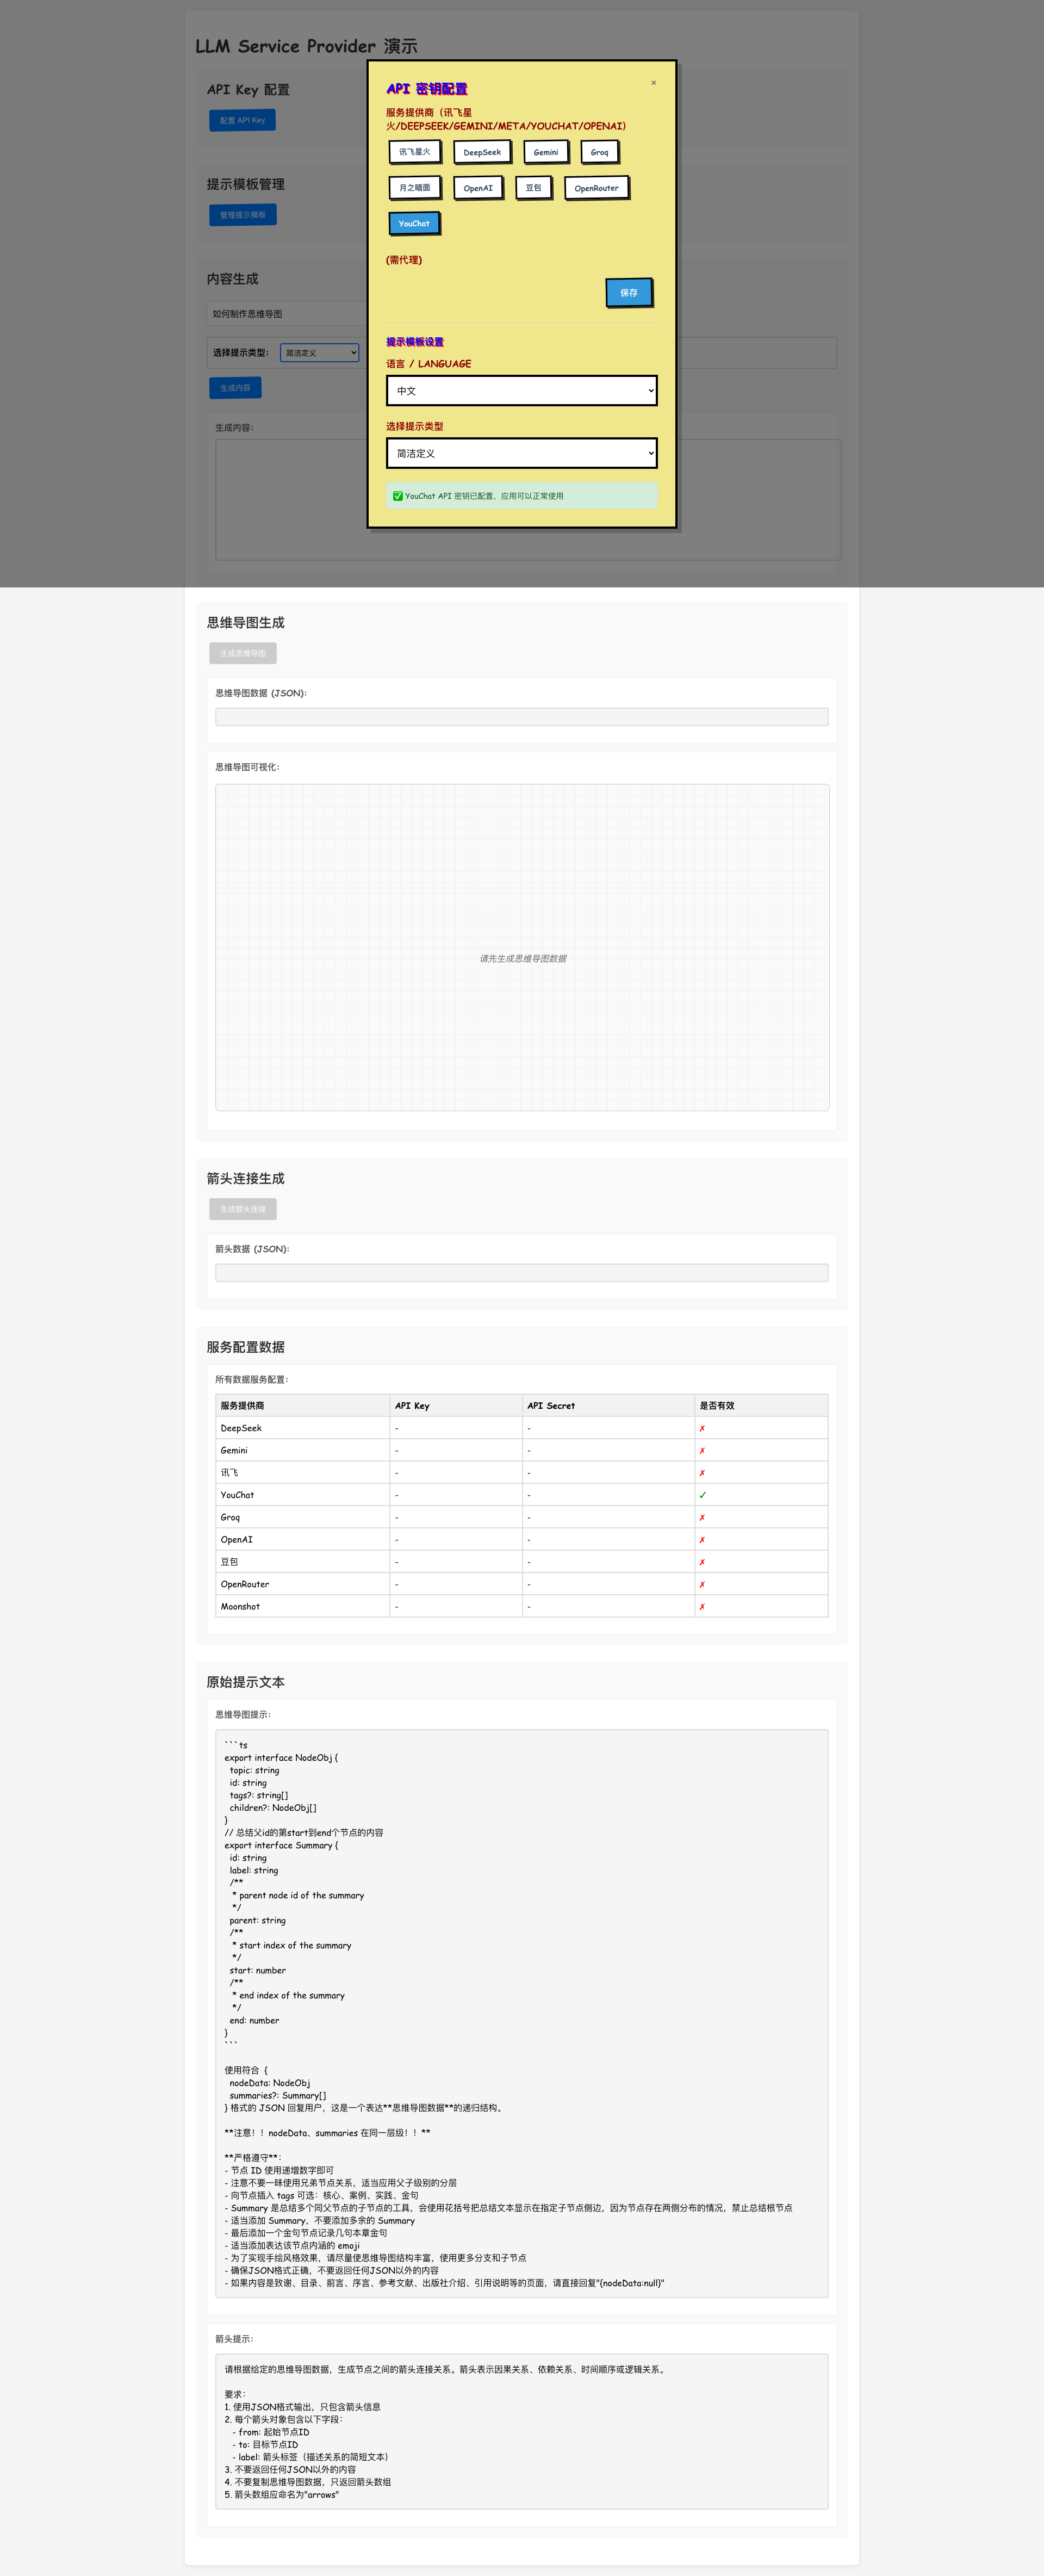 LLM Service Provider 演示
API Key 配置
配置 API Key
提示模板管理
管理提示模板
内容生成
如何制作思维导图
选择提示类型：
简洁定义
生成内容
生成内容：
API 密钥配置
×
服务提供商（讯飞星
火/DEEPSEEK/GEMINI/META/YOUCHAT/OPENAI）
讯飞星火
DeepSeek
Gemini
Groq
月之暗面
OpenAI
豆包
OpenRouter
YouChat
(需代理)
保存
提示模板设置
语言 / LANGUAGE
中文
选择提示类型
简洁定义
✅ YouChat API 密钥已配置，应用可以正常使用
思维导图生成
生成思维导图
思维导图数据 (JSON)：
思维导图可视化：
请先生成思维导图数据
箭头连接生成
生成箭头连接
箭头数据 (JSON)：
服务配置数据
所有数据服务配置：
服务提供商 API Key API Secret 是否有效
DeepSeek - - ✗
Gemini - - ✗
讯飞 - - ✗
YouChat - - ✓
Groq - - ✗
OpenAI - - ✗
豆包 - - ✗
OpenRouter - - ✗
Moonshot - - ✗
原始提示文本
思维导图提示：
```ts
export interface NodeObj {
  topic: string
  id: string
  tags?: string[]
  children?: NodeObj[]
}
// 总结父id的第start到end个节点的内容
export interface Summary {
  id: string
  label: string
  /**
   * parent node id of the summary
   */
  parent: string
  /**
   * start index of the summary
   */
  start: number
  /**
   * end index of the summary
   */
  end: number
}
```
使用符合 {
  nodeData: NodeObj
  summaries?: Summary[]
} 格式的 JSON 回复用户，这是一个表达**思维导图数据**的递归结构。
**注意！！nodeData、summaries 在同一层级！！**
**严格遵守**：
- 节点 ID 使用递增数字即可
- 注意不要一昧使用兄弟节点关系，适当应用父子级别的分层
- 向节点插入 tags 可选：核心、案例、实践、金句
- Summary 是总结多个同父节点的子节点的工具，会使用花括号把总结文本显示在指定子节点侧边，因为节点存在两侧分布的情况，禁止总结根节点
- 适当添加 Summary，不要添加多余的 Summary
- 最后添加一个金句节点记录几句本章金句
- 适当添加表达该节点内涵的 emoji
- 为了实现手绘风格效果，请尽量使思维导图结构丰富，使用更多分支和子节点
- 确保JSON格式正确，不要返回任何JSON以外的内容
- 如果内容是致谢、目录、前言、序言、参考文献、出版社介绍、引用说明等的页面，请直接回复"{nodeData:null}"
箭头提示：
请根据给定的思维导图数据，生成节点之间的箭头连接关系。箭头表示因果关系、依赖关系、时间顺序或逻辑关系。
要求：
1. 使用JSON格式输出，只包含箭头信息
2. 每个箭头对象包含以下字段：
   - from: 起始节点ID
   - to: 目标节点ID
   - label: 箭头标签（描述关系的简短文本）
3. 不要返回任何JSON以外的内容
4. 不要复制思维导图数据，只返回箭头数组
5. 箭头数组应命名为"arrows"